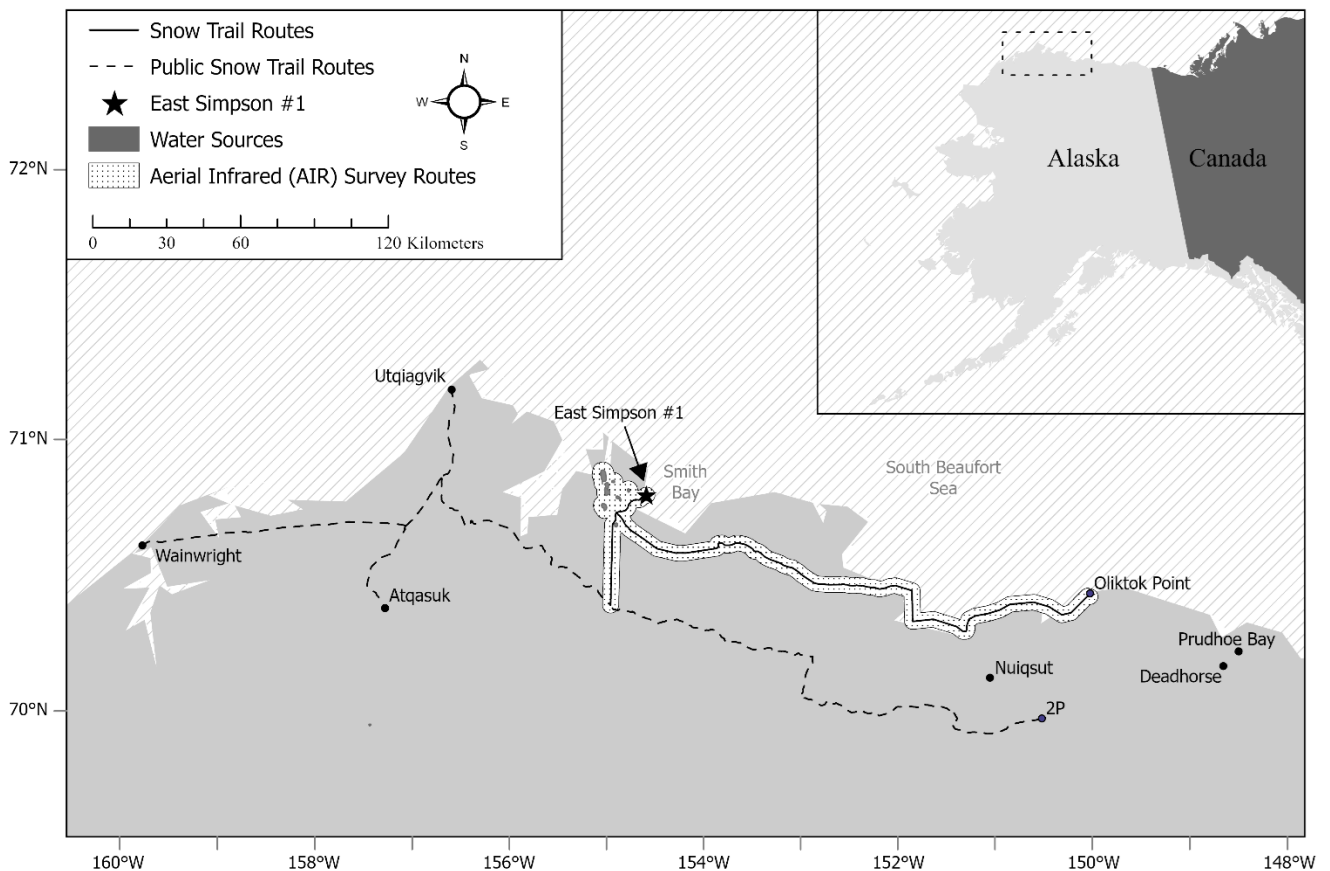 Snow Trail Routes
Public Snow Trail Routes
East Simpson #1
Water Sources
Aerial Infrared (AIR) Survey Routes
N
W
E
S
0
30
60
120 Kilometers
Alaska
Canada
72°N
71°N
70°N
Utqiagvik
East Simpson #1
Smith
Bay
South Beaufort
Sea
Wainwright
Atqasuk
Oliktok Point
Prudhoe Bay
Deadhorse
Nuiqsut
2P
160°W
158°W
156°W
154°W
152°W
150°W
148°W